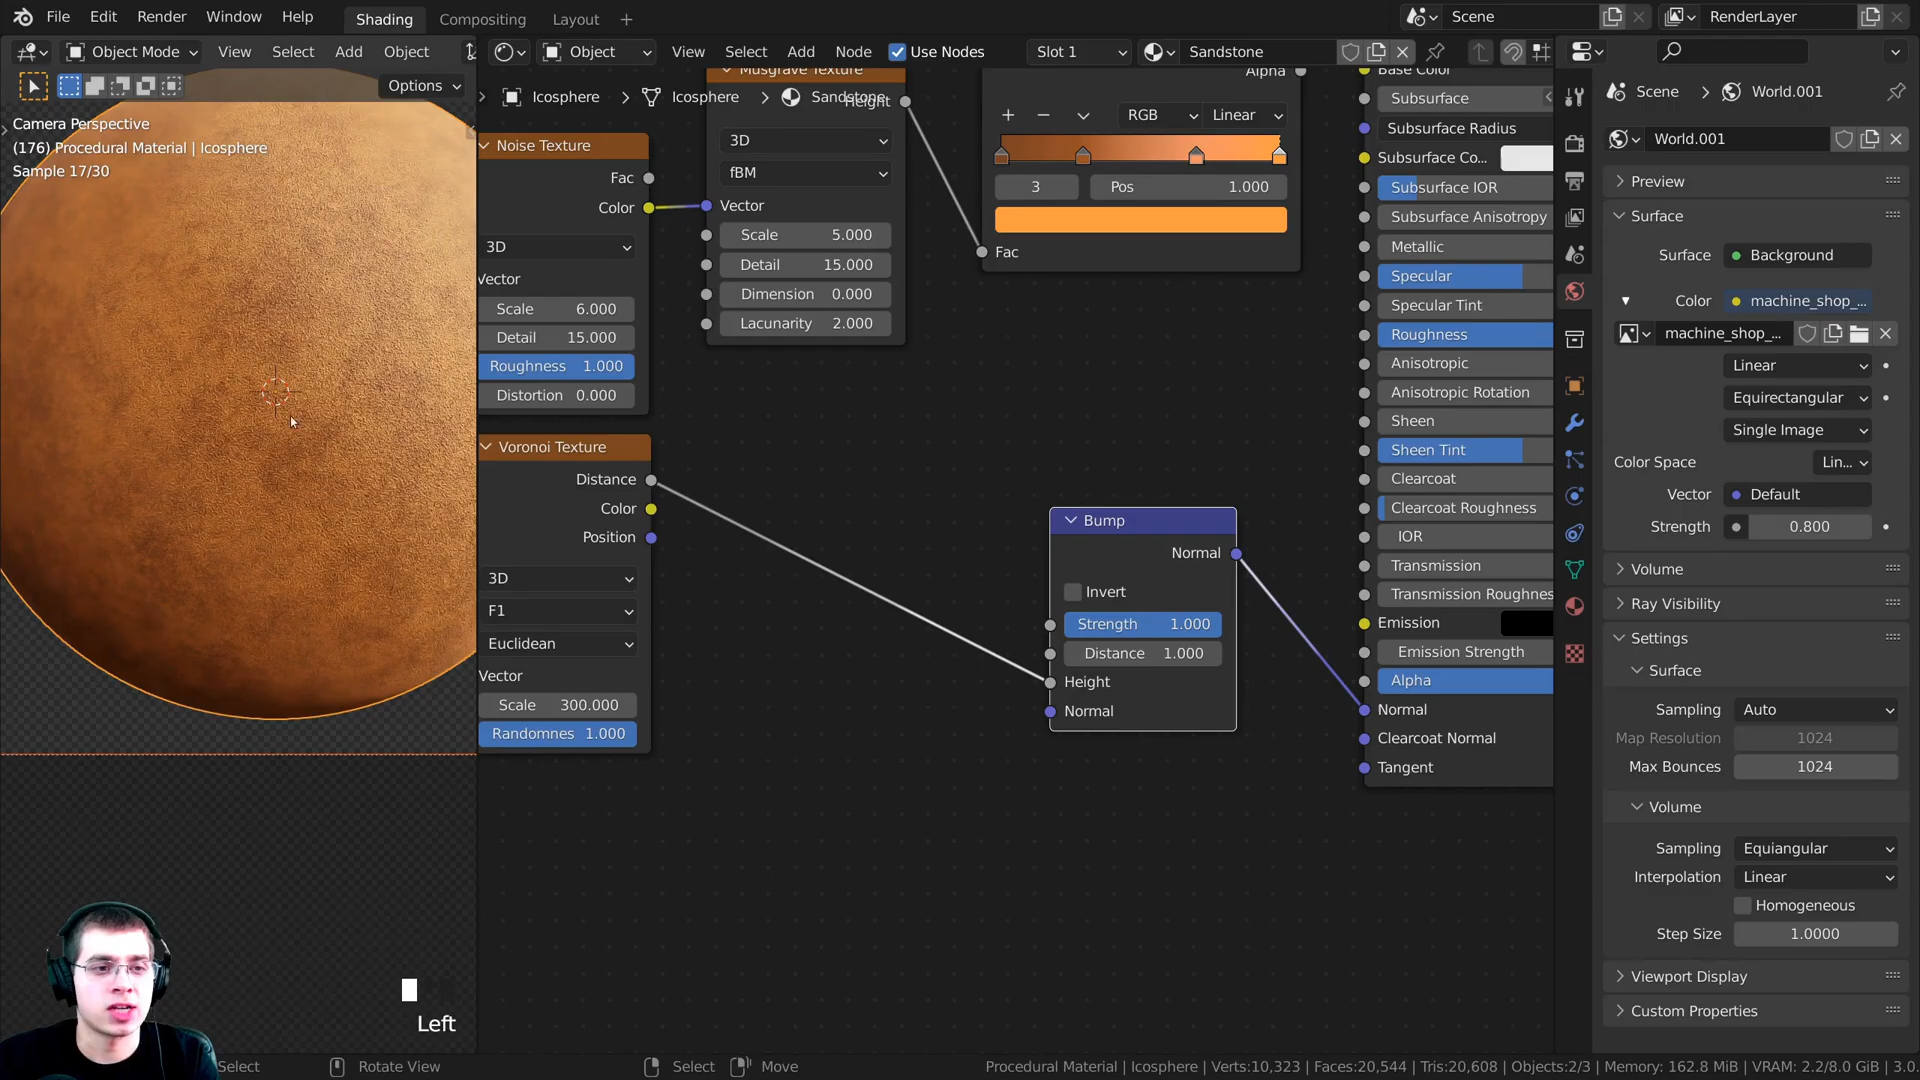 File Edit Render Window Help Shading Compositing Layout + Scene RenderLayer
Object Mode View Select Add Object
Object View Select Add Node Use Nodes Slot 1 Sandstone
Options
Camera Perspective
(176) Procedural Material | Icosphere
Sample 17/30
Icosphere > Icosphere > Sandstone
Noise Texture
Fac
Color
3D
Vector
Scale 6.000
Detail 15.000
Roughness 1.000
Distortion 0.000
Voronoi Texture
Distance
Color
Position
3D
F1
Euclidean
Vector
Scale 300.000
Randomnes 1.000
Musgrave Texture
Height
3D
fBM
Vector
Scale 5.000
Detail 15.000
Dimension 0.000
Lacunarity 2.000
Alpha
+ − RGB Linear
3 Pos 1.000
Fac
Bump
Normal
Invert
Strength 1.000
Distance 1.000
Height
Normal
Base Color
Subsurface
Subsurface Radius
Subsurface Co...
Subsurface IOR
Subsurface Anisotropy
Metallic
Specular
Specular Tint
Roughness
Anisotropic
Anisotropic Rotation
Sheen
Sheen Tint
Clearcoat
Clearcoat Roughness
IOR
Transmission
Transmission Roughnes
Emission
Emission Strength
Alpha
Normal
Clearcoat Normal
Tangent
Scene > World.001
World.001
Preview
Surface
Surface Background
Color machine_shop_...
machine_shop_...
Linear
Equirectangular
Single Image
Color Space Lin...
Vector Default
Strength 0.800
Volume
Ray Visibility
Settings
Surface
Sampling Auto
Map Resolution 1024
Max Bounces 1024
Volume
Sampling Equiangular
Interpolation Linear
Homogeneous
Step Size 1.0000
Viewport Display
Custom Properties
Left
Select Rotate View Select Move Procedural Material | Icosphere | Verts:10,323 | Faces:20,544 | Tris:20,608 | Objects:2/3 | Memory: 162.8 MiB | VRAM: 2.2/8.0 GiB | 3.0.